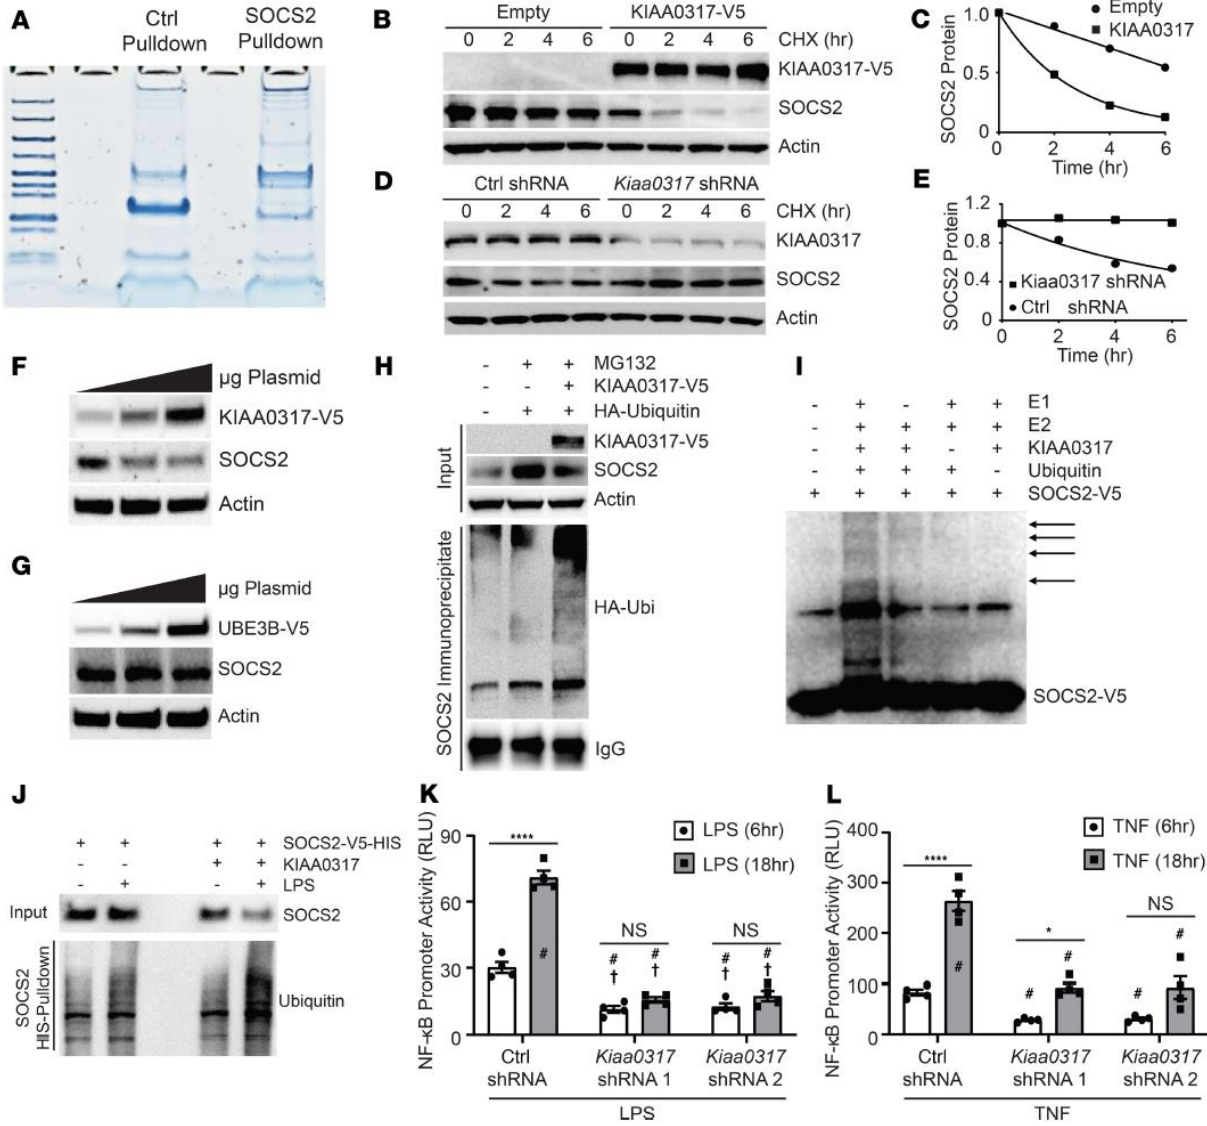 A
Ctrl
Pulldown
SOCS2
Pulldown
B
Empty
KIAA0317-V5
0 2 4 6 0 2 4 6 CHX (hr)
KIAA0317-V5
SOCS2
Actin
C
Empty
KIAA0317
SOCS2 Protein
1.0
0.5
0
0 2 4 6
Time (hr)
D
Ctrl shRNA
Kiaa0317 shRNA
0 2 4 6 0 2 4 6 CHX (hr)
KIAA0317
SOCS2
Actin
E
SOCS2 Protein
1.2
0.8
0.4
0
Kiaa0317 shRNA
Ctrl shRNA
0 2 4 6
Time (hr)
F
µg Plasmid
KIAA0317-V5
SOCS2
Actin
G
µg Plasmid
UBE3B-V5
SOCS2
Actin
H
- + + MG132
- - + KIAA0317-V5
- + + HA-Ubiquitin
Input
KIAA0317-V5
SOCS2
Actin
SOCS2 Immunoprecipitate
HA-Ubi
IgG
I
- + - + + E1
- + + + + E2
- + + - + KIAA0317
- + + + - Ubiquitin
+ + + + + SOCS2-V5
SOCS2-V5
J
+ + + + SOCS2-V5-HIS
- - + + KIAA0317
- + - + LPS
Input
SOCS2
SOCS2
HIS-Pulldown
Ubiquitin
K
NF-κB Promoter Activity (RLU)
90
60
30
0
LPS (6hr)
LPS (18hr)
****
#
NS
# #
† †
NS
# #
† †
Ctrl
shRNA
Kiaa0317
shRNA 1
Kiaa0317
shRNA 2
LPS
L
NF-κB Promoter Activity (RLU)
400
300
200
100
0
TNF (6hr)
TNF (18hr)
****
#
*
# #
NS
# #
Ctrl
shRNA
Kiaa0317
shRNA 1
Kiaa0317
shRNA 2
TNF